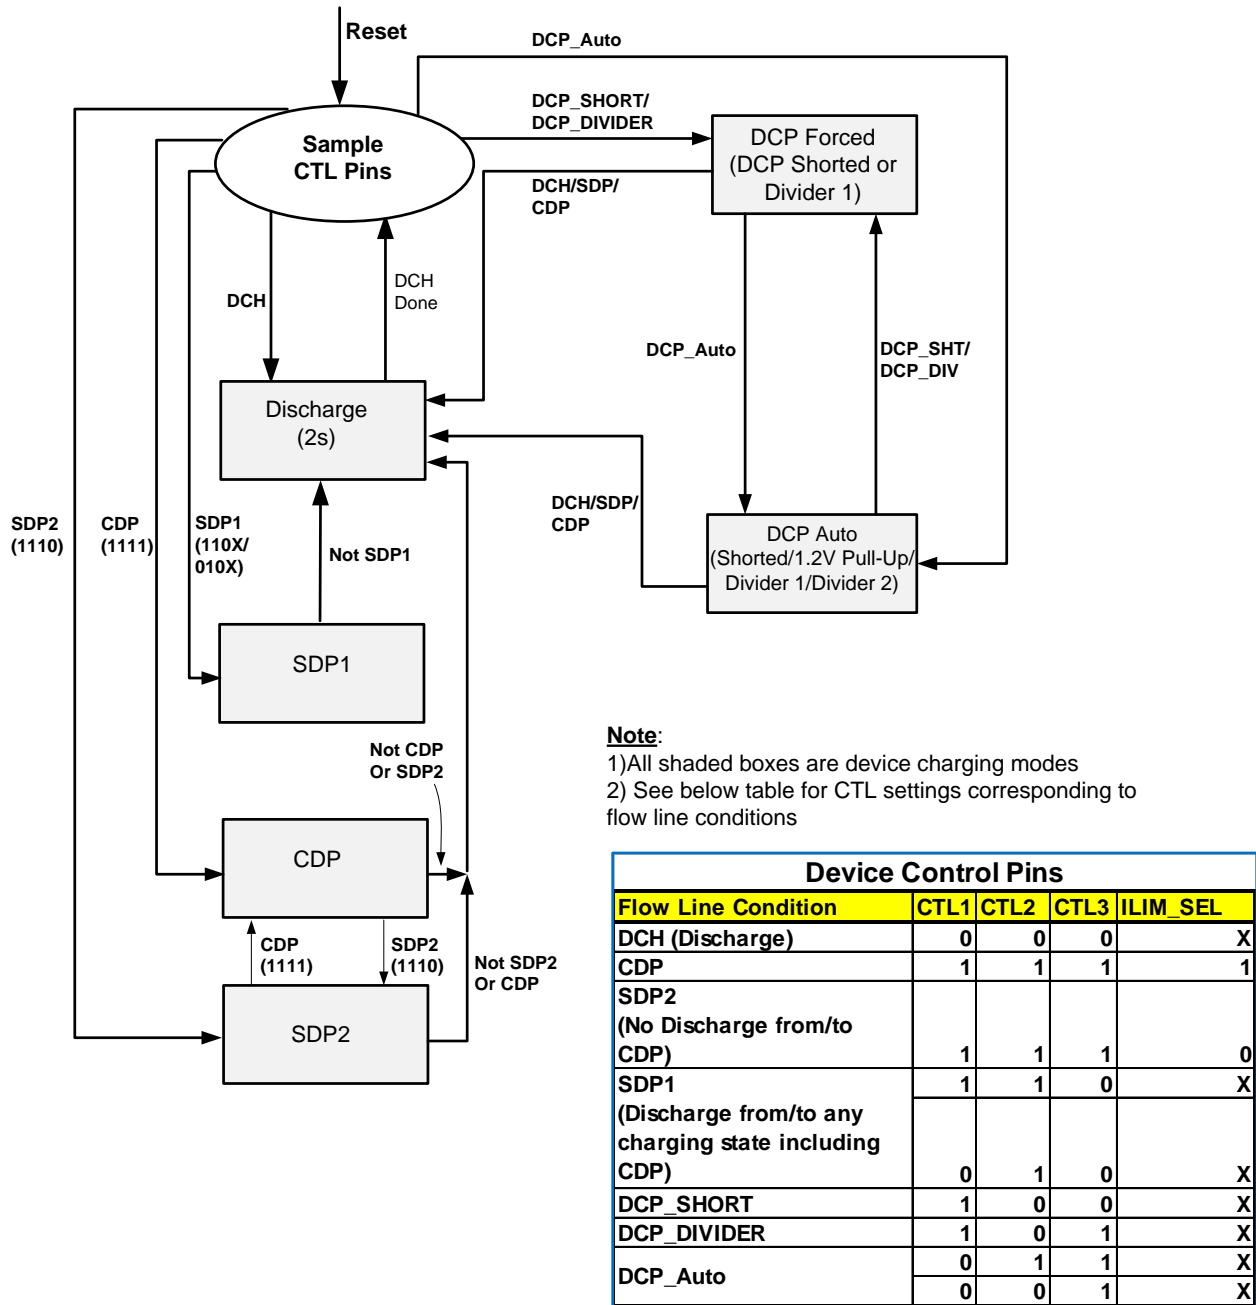 Reset
DCP_Auto
DCP_SHORT/
DCP_DIVIDER
Sample
CTL Pins
DCP Forced
(DCP Shorted or
Divider 1)
DCH/SDP/
CDP
DCH
DCH
Done
DCP_Auto
DCP_SHT/
DCP_DIV
Discharge
(2s)
SDP2
(1110)
CDP
(1111)
SDP1
(110X/
010X)
Not SDP1
DCH/SDP/
CDP
DCP Auto
(Shorted/1.2V Pull-Up/
Divider 1/Divider 2)
SDP1
Not CDP
Or SDP2
CDP
CDP
(1111)
SDP2
(1110)
Not SDP2
Or CDP
SDP2
Note:
1)All shaded boxes are device charging modes
2) See below table for CTL settings corresponding to
flow line conditions
Device Control Pins
Flow Line Condition CTL1 CTL2 CTL3 ILIM_SEL
DCH (Discharge) 0 0 0 X
CDP 1 1 1 1
SDP2
(No Discharge from/to
CDP) 1 1 1 0
SDP1 1 1 0 X
(Discharge from/to any
charging state including
CDP) 0 1 0 X
DCP_SHORT 1 0 0 X
DCP_DIVIDER 1 0 1 X
DCP_Auto 0 1 1 X
0 0 1 X